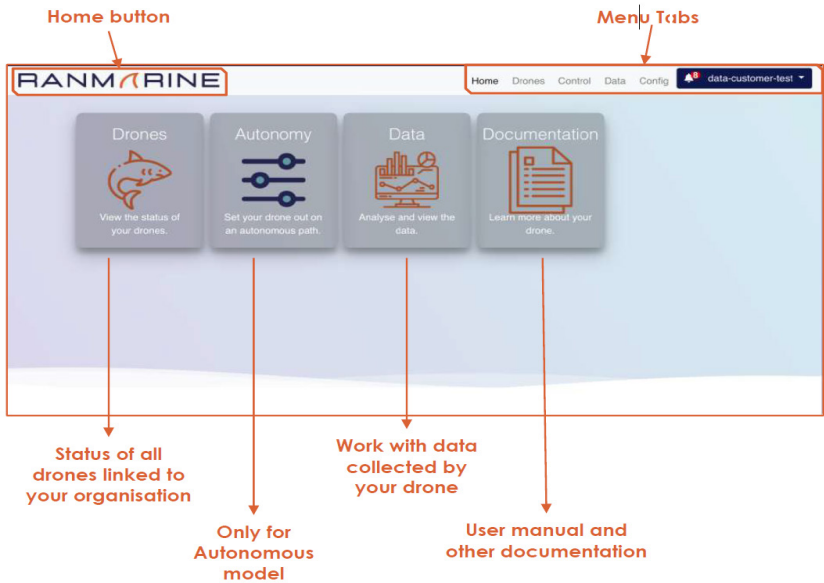 Home button
Menu Tabs
RANMARINE
Home Drones Control Data Config 8 data-customer-test
Drones
View the status of
your drones.
Autonomy
Set your drone out on
an autonomous path.
Data
Analyse and view the
data.
Documentation
Learn more about your
drone.
Status of all
drones linked to
your organisation
Only for
Autonomous
model
Work with data
collected by
your drone
User manual and
other documentation